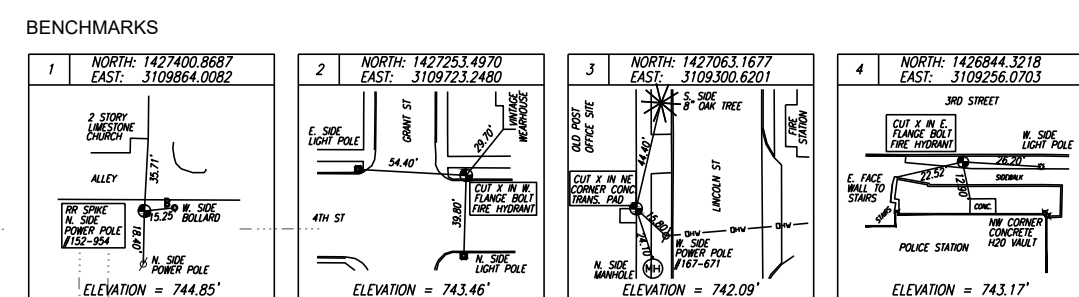 BENCHMARKS
1
NORTH: 1427400.8687
EAST: 3109864.0082
2 STORY
LIMESTONE
CHURCH
ALLEY
35.71'
RR SPIKE
N. SIDE
POWER POLE
#152-954
W. SIDE
BOLLARD
15.25
18.40'
N. SIDE
POWER POLE
ELEVATION = 744.85'
2
NORTH: 1427253.4970
EAST: 3109723.2480
GRANT ST
VINTAGE
WEARHOUSE
E. SIDE
LIGHT POLE
29.70'
54.40'
CUT X IN W.
FLANGE BOLT
FIRE HYDRANT
39.80'
4TH ST
N. SIDE
LIGHT POLE
ELEVATION = 743.46'
3
NORTH: 1427063.1677
EAST: 3109300.6201
OLD POST
OFFICE SITE
S. SIDE
8" OAK TREE
FIRE
STATION
44.40'
CUT X IN NE
CORNER CONC.
TRANS. PAD
LINCOLN ST
15.80'
OHW
OHW
OHW
24.10'
W. SIDE
POWER POLE
#167-671
N. SIDE
MANHOLE
MH
ELEVATION = 742.09'
4
NORTH: 1426844.3218
EAST: 3109256.0703
3RD STREET
CUT X IN E.
FLANGE BOLT
FIRE HYDRANT
W. SIDE
LIGHT POLE
26.20'
E. FACE
WALL TO
STAIRS
22.52'
12.90
SIDEWALK
STAIRS
CONC.
NW CORNER
CONCRETE
H20 VAULT
POLICE STATION
ELEVATION = 743.17'